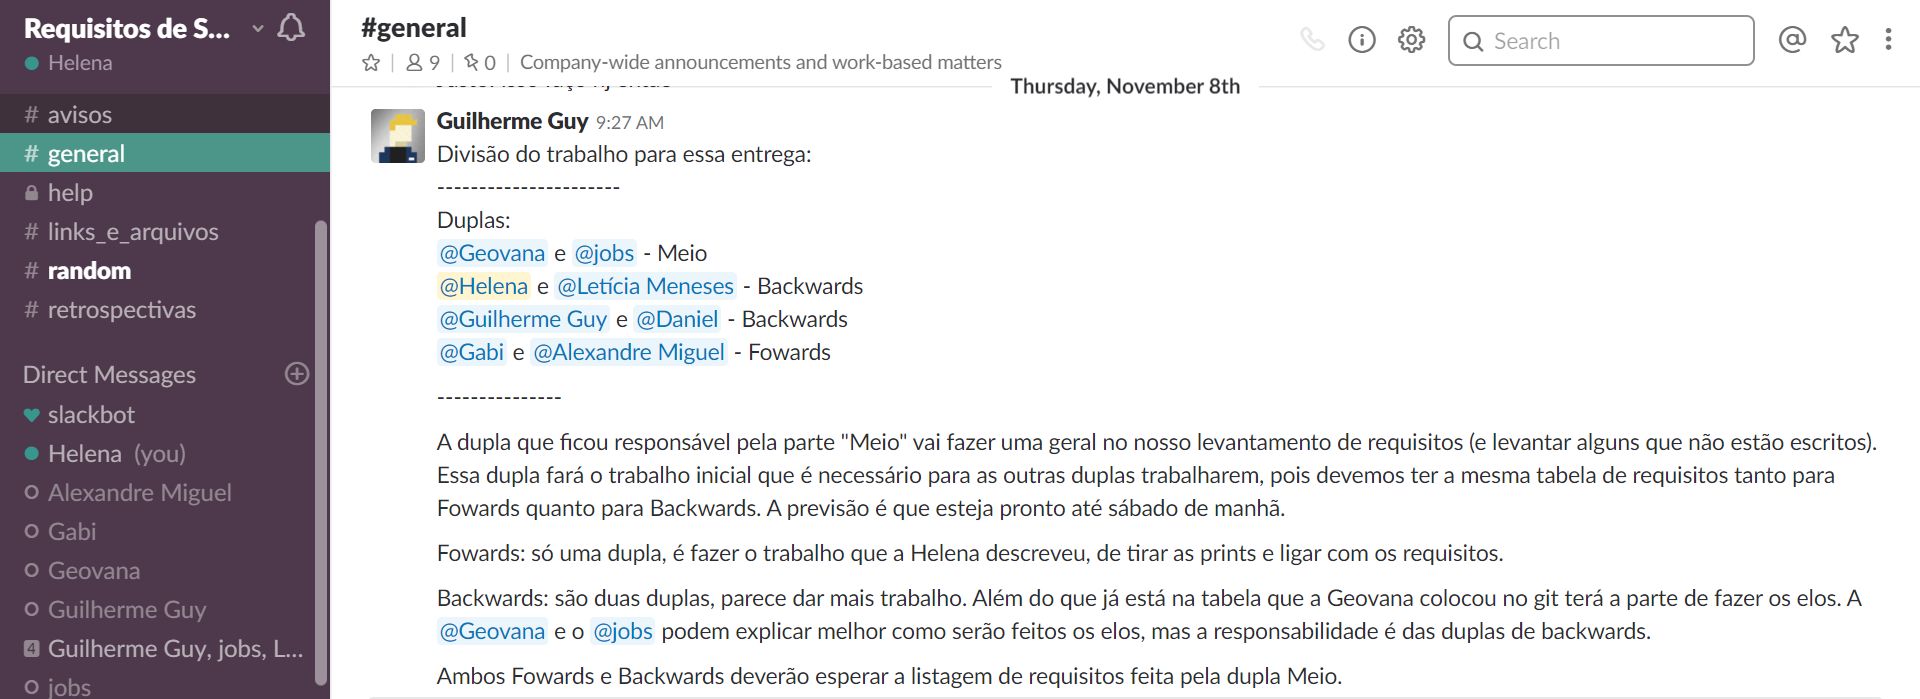 Requisitos de S...
Helena
# avisos
# general
help
# links_e_arquivos
# random
# retrospectivas
Direct Messages
slackbot
Helena (you)
Alexandre Miguel
Gabi
Geovana
Guilherme Guy
4 Guilherme Guy, jobs, L...
jobs
#general
9 | 0 | Company-wide announcements and work-based matters
Search
Thursday, November 8th
Guilherme Guy 9:27 AM
Divisão do trabalho para essa entrega:
----------------------
Duplas:
@Geovana e @jobs - Meio
@Helena e @Letícia Meneses - Backwards
@Guilherme Guy e @Daniel - Backwards
@Gabi e @Alexandre Miguel - Fowards
---------------
A dupla que ficou responsável pela parte "Meio" vai fazer uma geral no nosso levantamento de requisitos (e levantar alguns que não estão escritos).
Essa dupla fará o trabalho inicial que é necessário para as outras duplas trabalharem, pois devemos ter a mesma tabela de requisitos tanto para
Fowards quanto para Backwards. A previsão é que esteja pronto até sábado de manhã.
Fowards: só uma dupla, é fazer o trabalho que a Helena descreveu, de tirar as prints e ligar com os requisitos.
Backwards: são duas duplas, parece dar mais trabalho. Além do que já está na tabela que a Geovana colocou no git terá a parte de fazer os elos. A
@Geovana e o @jobs podem explicar melhor como serão feitos os elos, mas a responsabilidade é das duplas de backwards.
Ambos Fowards e Backwards deverão esperar a listagem de requisitos feita pela dupla Meio.